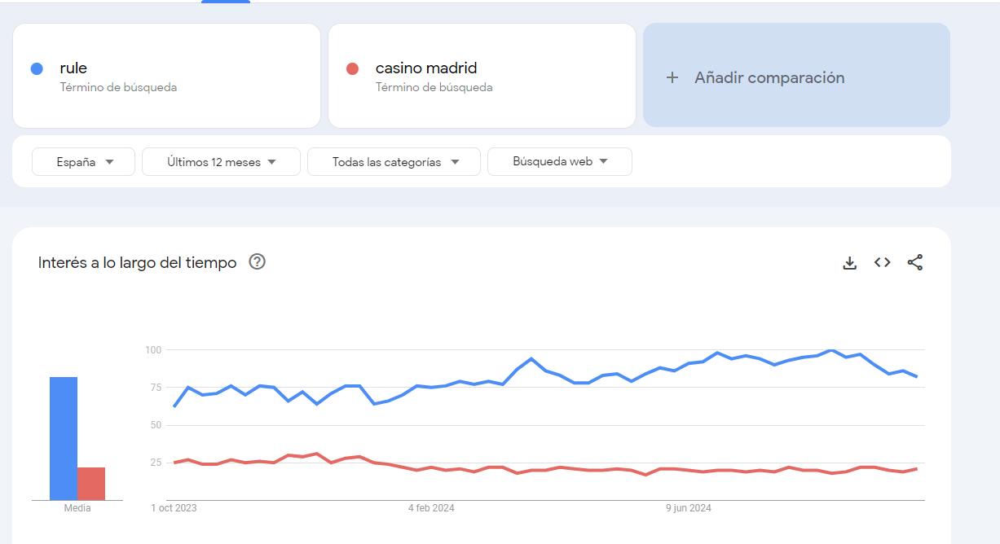 rule
Término de búsqueda
casino madrid
Término de búsqueda
+ Añadir comparación
España
Últimos 12 meses
Todas las categorías
Búsqueda web
Interés a lo largo del tiempo
100
75
50
25
Media
1 oct 2023
4 feb 2024
9 jun 2024